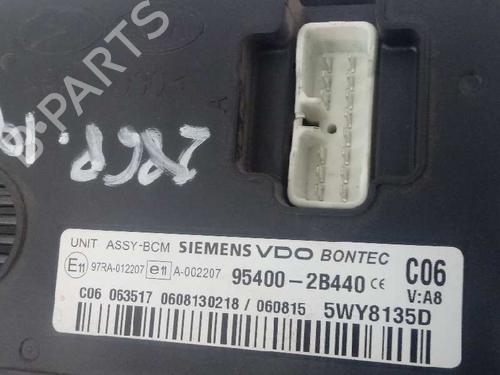 B-PARTS
UNIT ASSY-BCM SIEMENS VDO BONTEC
E11 97RA-012207 e11 A-002207 95400-2B440 CE C06
V:A8
C06 063517 0608130218 / 060815 5WY8135D